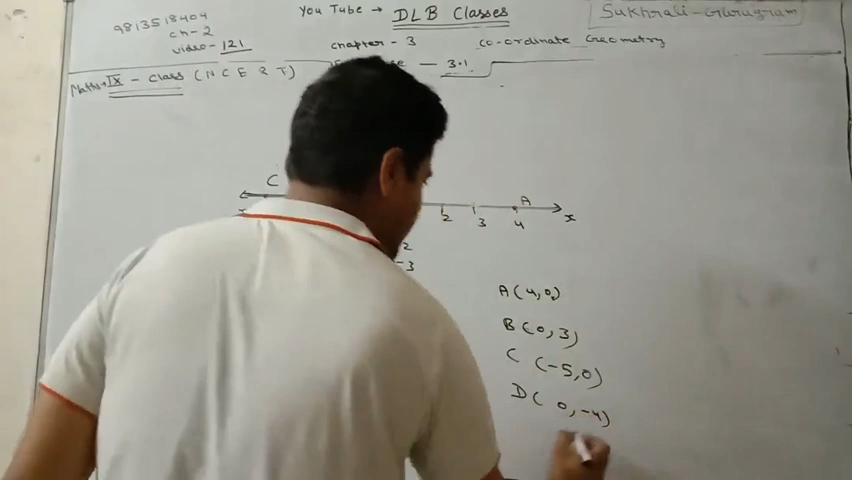 9813518404 You Tube → DLB Classes Sukhrali - Gurugram
ch-2
video - 121 chapter - 3 co-ordinate Geometry
Maths - IX - Class (N C E R T) 3.1
C A
x 2 3 4 x
2
-3
A (4,0)
B (0,3)
C (-5,0)
D ( 0,-4)